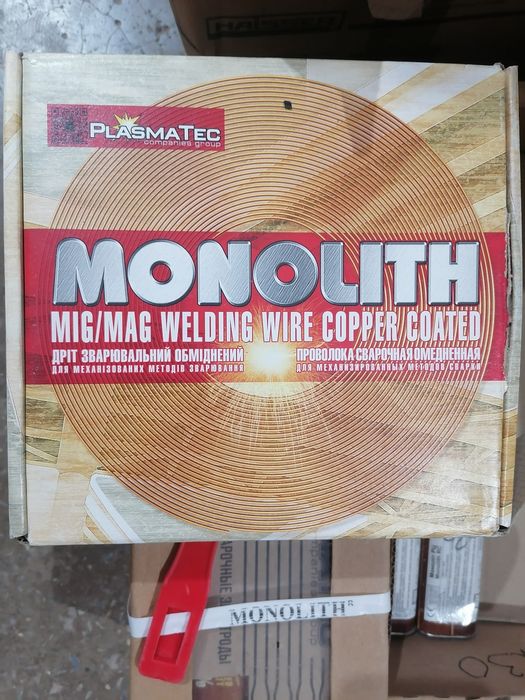 HAISSER
PLASMATEC
companies group
MONOLITH
MIG/MAG WELDING WIRE COPPER COATED
ДРІТ ЗВАРЮВАЛЬНИЙ ОБМІДНЕНИЙ
ДЛЯ МЕХАНІЗОВАНИХ МЕТОДІВ ЗВАРЮВАННЯ
ПРОВОЛОКА СВАРОЧНАЯ ОМЕДНЕННАЯ
ДЛЯ МЕХАНИЗИРОВАННЫХ МЕТОДОВ СВАРКИ
MONOLITH®